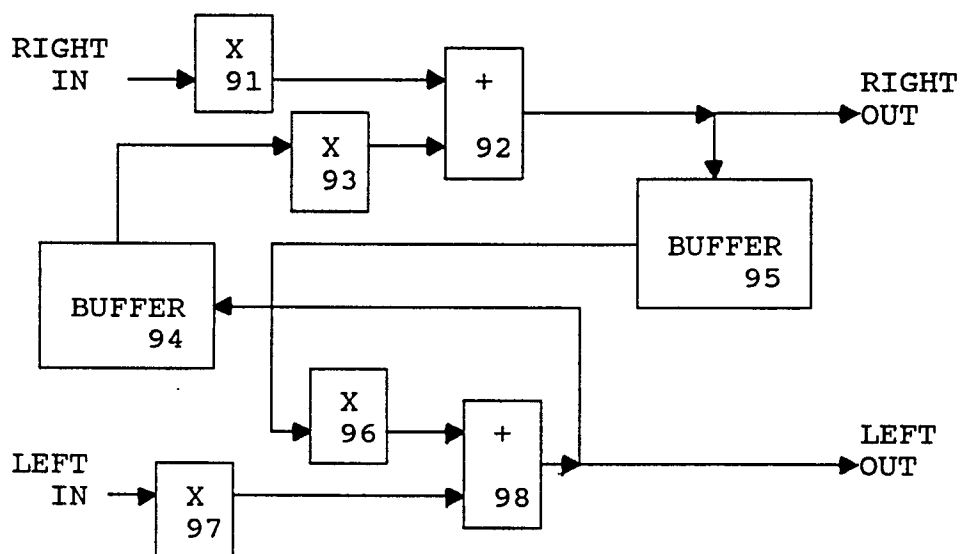 RIGHT
IN
X
91
+
92
RIGHT
OUT
X
93
BUFFER
95
BUFFER
94
X
96
+
98
LEFT
OUT
LEFT
IN
X
97